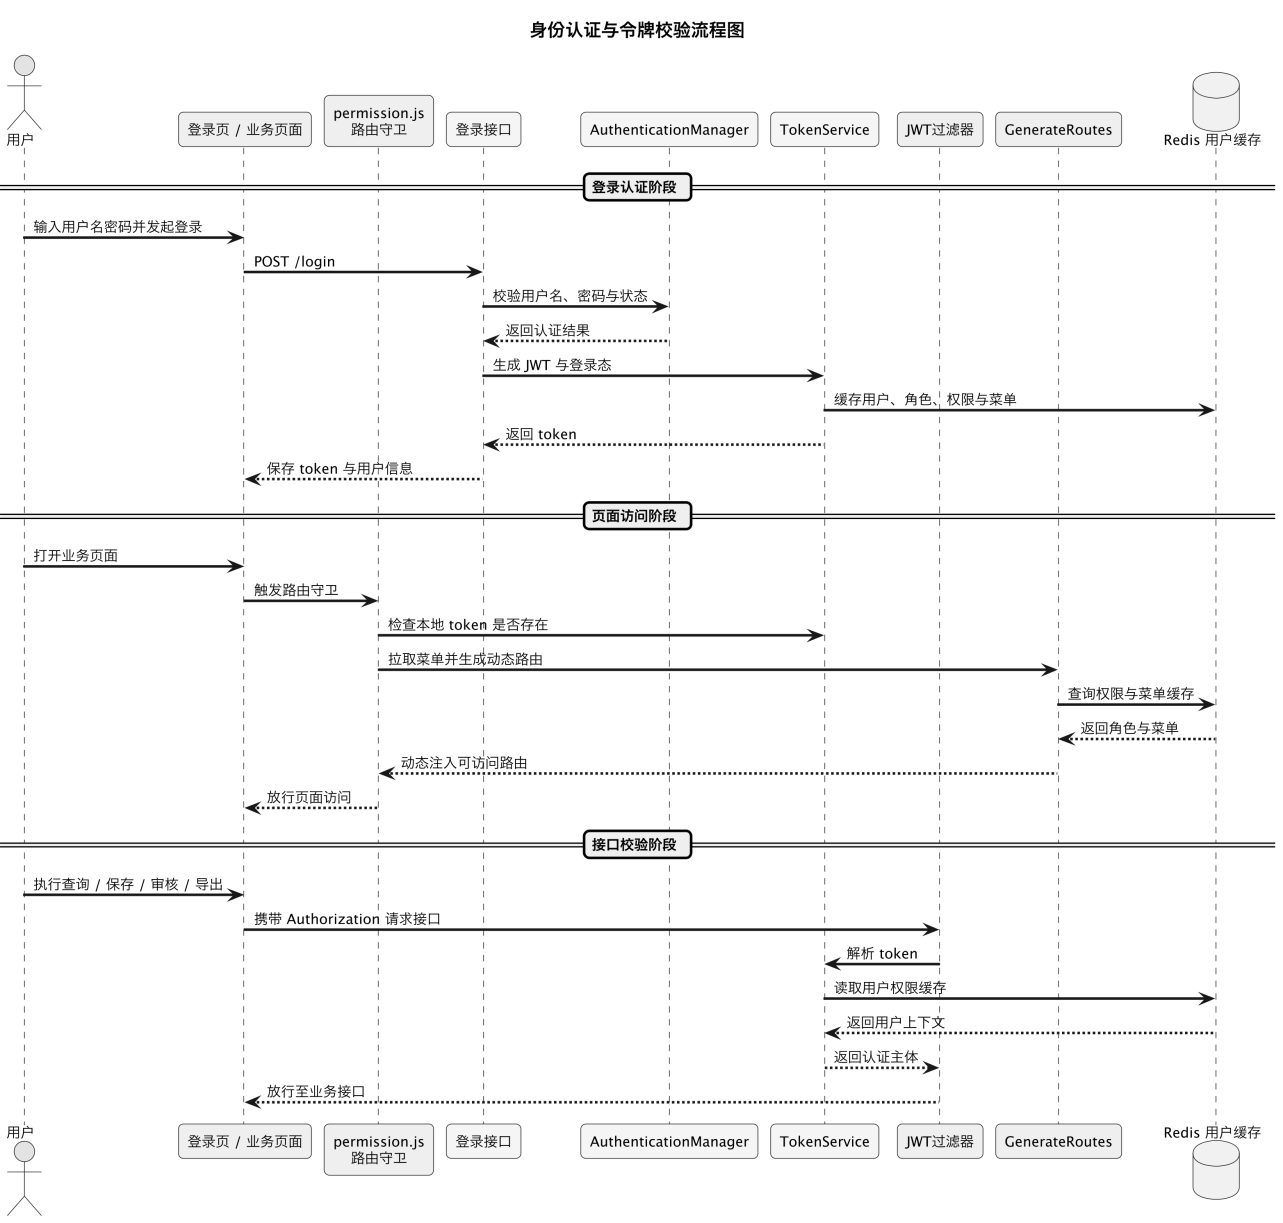 身份认证与令牌校验流程图
用户
登录页 / 业务页面
permission.js
路由守卫
登录接口
AuthenticationManager
TokenService
JWT过滤器
GenerateRoutes
Redis 用户缓存
登录认证阶段
输入用户名密码并发起登录
POST /login
校验用户名、密码与状态
返回认证结果
生成 JWT 与登录态
缓存用户、角色、权限与菜单
返回 token
保存 token 与用户信息
页面访问阶段
打开业务页面
触发路由守卫
检查本地 token 是否存在
拉取菜单并生成动态路由
查询权限与菜单缓存
返回角色与菜单
动态注入可访问路由
放行页面访问
接口校验阶段
执行查询 / 保存 / 审核 / 导出
携带 Authorization 请求接口
解析 token
读取用户权限缓存
返回用户上下文
返回认证主体
放行至业务接口
用户
登录页 / 业务页面
permission.js
路由守卫
登录接口
AuthenticationManager
TokenService
JWT过滤器
GenerateRoutes
Redis 用户缓存